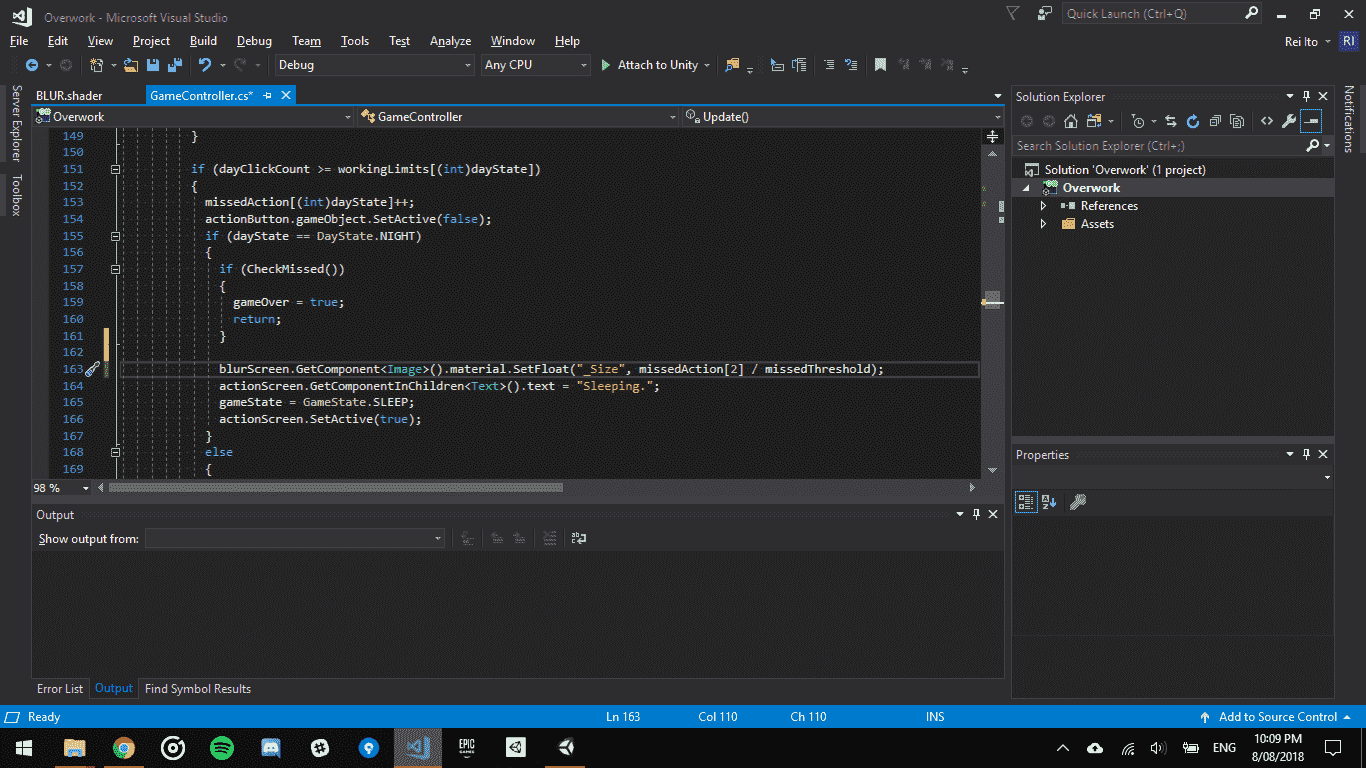 Overwork - Microsoft Visual Studio
Quick Launch (Ctrl+Q)
File Edit View Project Build Debug Team Tools Test Analyze Window Help
Rei Ito RI
Debug Any CPU Attach to Unity
Server Explorer
Toolbox
BLUR.shader GameController.cs*
Overwork GameController Update()
149 }
150
151 if (dayClickCount >= workingLimits[(int)dayState])
152 {
153 missedAction[(int)dayState]++;
154 actionButton.gameObject.SetActive(false);
155 if (dayState == DayState.NIGHT)
156 {
157 if (CheckMissed())
158 {
159 gameOver = true;
160 return;
161 }
162
163 blurScreen.GetComponent<Image>().material.SetFloat("_Size", missedAction[2] / missedThreshold);
164 actionScreen.GetComponentInChildren<Text>().text = "Sleeping.";
165 gameState = GameState.SLEEP;
166 actionScreen.SetActive(true);
167 }
168 else
169 {
98 %
Output
Show output from:
Error List Output Find Symbol Results
Solution Explorer
Search Solution Explorer (Ctrl+;)
Solution 'Overwork' (1 project)
Overwork
References
Assets
Properties
Notifications
Ready Ln 163 Col 110 Ch 110 INS Add to Source Control
EPIC
GAMES
ENG
10:09 PM
8/08/2018